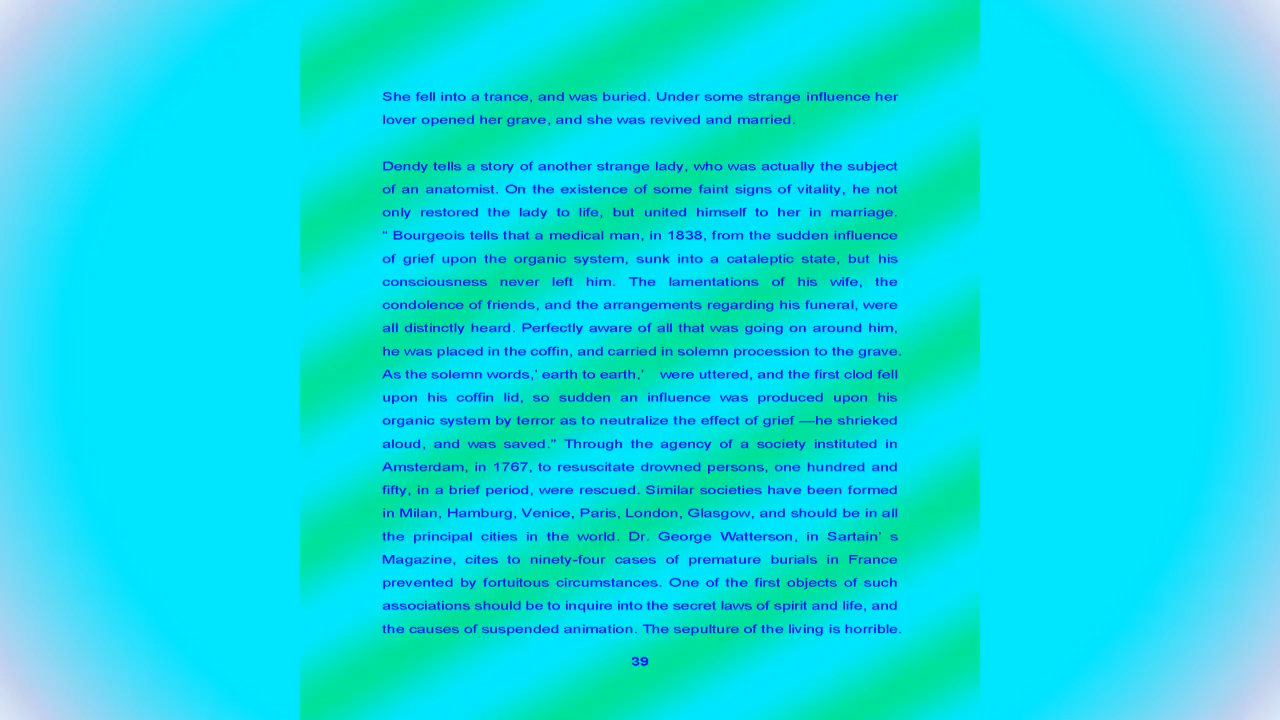 She fell into a trance, and was buried. Under some strange influence her
lover opened her grave, and she was revived and married.
Dendy tells a story of another strange lady, who was actually the subject
of an anatomist. On the existence of some faint signs of vitality, he not
only restored the lady to life, but united himself to her in marriage.
“ Bourgeois tells that a medical man, in 1838, from the sudden influence
of grief upon the organic system, sunk into a cataleptic state, but his
consciousness never left him. The lamentations of his wife, the
condolence of friends, and the arrangements regarding his funeral, were
all distinctly heard. Perfectly aware of all that was going on around him,
he was placed in the coffin, and carried in solemn procession to the grave.
As the solemn words,’ earth to earth,’ were uttered, and the first clod fell
upon his coffin lid, so sudden an influence was produced upon his
organic system by terror as to neutralize the effect of grief —he shrieked
aloud, and was saved.” Through the agency of a society instituted in
Amsterdam, in 1767, to resuscitate drowned persons, one hundred and
fifty, in a brief period, were rescued. Similar societies have been formed
in Milan, Hamburg, Venice, Paris, London, Glasgow, and should be in all
the principal cities in the world. Dr. George Watterson, in Sartain’ s
Magazine, cites to ninety-four cases of premature burials in France
prevented by fortuitous circumstances. One of the first objects of such
associations should be to inquire into the secret laws of spirit and life, and
the causes of suspended animation. The sepulture of the living is horrible.
39